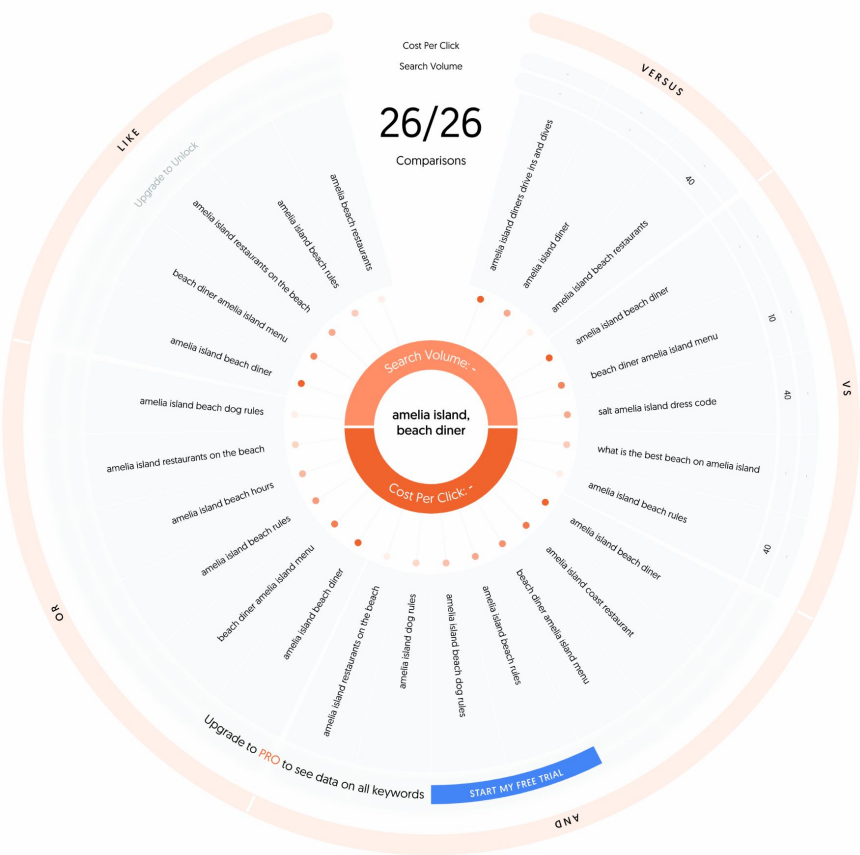 Cost Per Click
Search Volume
26/26
Comparisons
VERSUS
amelia island diners drive ins and dives
40
amelia island diner
amelia island beach restaurants
VS
amelia island beach diner
beach diner amelia island menu
10
salt amelia island dress code
40
what is the best beach on amelia island
amelia island beach rules
40
AND
amelia island beach diner
amelia island coast restaurant
beach diner amelia island menu
amelia island beach rules
amelia island beach dog rules
amelia island dog rules
amelia island restaurants on the beach
OR
amelia island beach diner
beach diner amelia island menu
amelia island beach rules
amelia island beach hours
amelia island restaurants on the beach
amelia island beach dog rules
LIKE
amelia island beach diner
beach diner amelia island menu
amelia island restaurants on the beach
amelia island beach rules
amelia beach restaurants
Upgrade to Unlock
Search Volume: -
amelia island,
beach diner
Cost Per Click: -
Upgrade to PRO to see data on all keywords
START MY FREE TRIAL